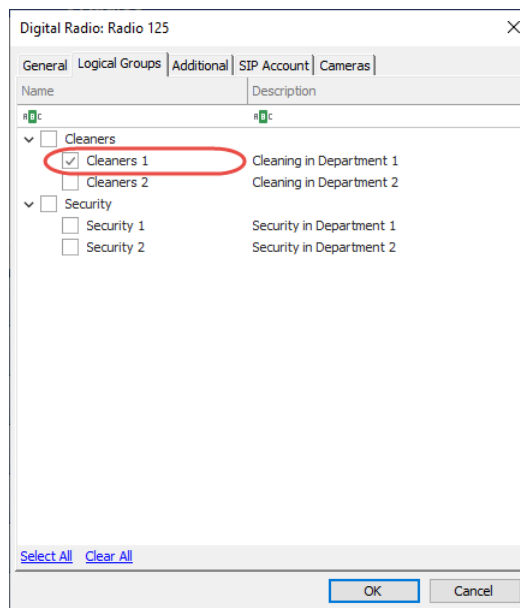 Digital Radio: Radio 125
General Logical Groups Additional SIP Account Cameras
Name Description
ABC ABC
Cleaners
Cleaners 1 Cleaning in Department 1
Cleaners 2 Cleaning in Department 2
Security
Security 1 Security in Department 1
Security 2 Security in Department 2
Select All Clear All
OK Cancel